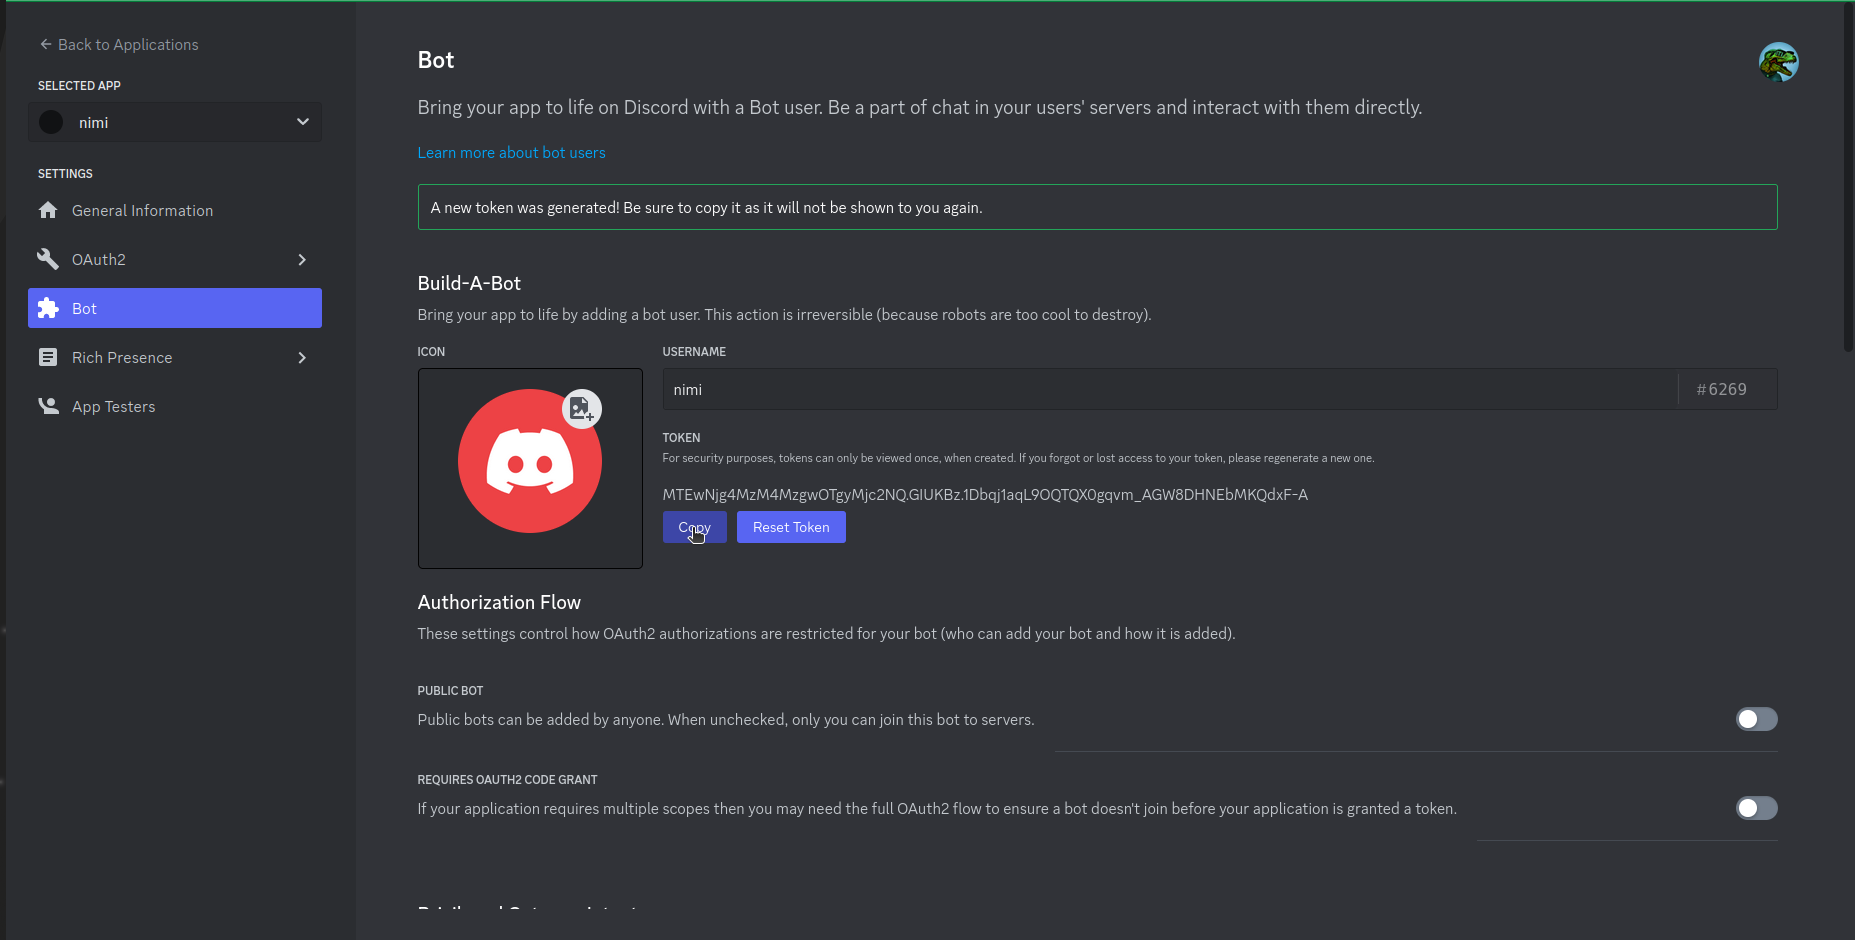 Back to Applications
SELECTED APP
nimi
SETTINGS
General Information
OAuth2
Bot
Rich Presence
App Testers
Bot
Bring your app to life on Discord with a Bot user. Be a part of chat in your users' servers and interact with them directly.
Learn more about bot users
A new token was generated! Be sure to copy it as it will not be shown to you again.
Build-A-Bot
Bring your app to life by adding a bot user. This action is irreversible (because robots are too cool to destroy).
ICON
USERNAME
nimi
#6269
TOKEN
For security purposes, tokens can only be viewed once, when created. If you forgot or lost access to your token, please regenerate a new one.
MTEwNjg4MzM4MzgwOTgyMjc2NQ.GIUKBz.1Dbqj1aqL9OQTQX0gqvm_AGW8DHNEbMKQdxF-A
Copy
Reset Token
Authorization Flow
These settings control how OAuth2 authorizations are restricted for your bot (who can add your bot and how it is added).
PUBLIC BOT
Public bots can be added by anyone. When unchecked, only you can join this bot to servers.
REQUIRES OAUTH2 CODE GRANT
If your application requires multiple scopes then you may need the full OAuth2 flow to ensure a bot doesn't join before your application is granted a token.